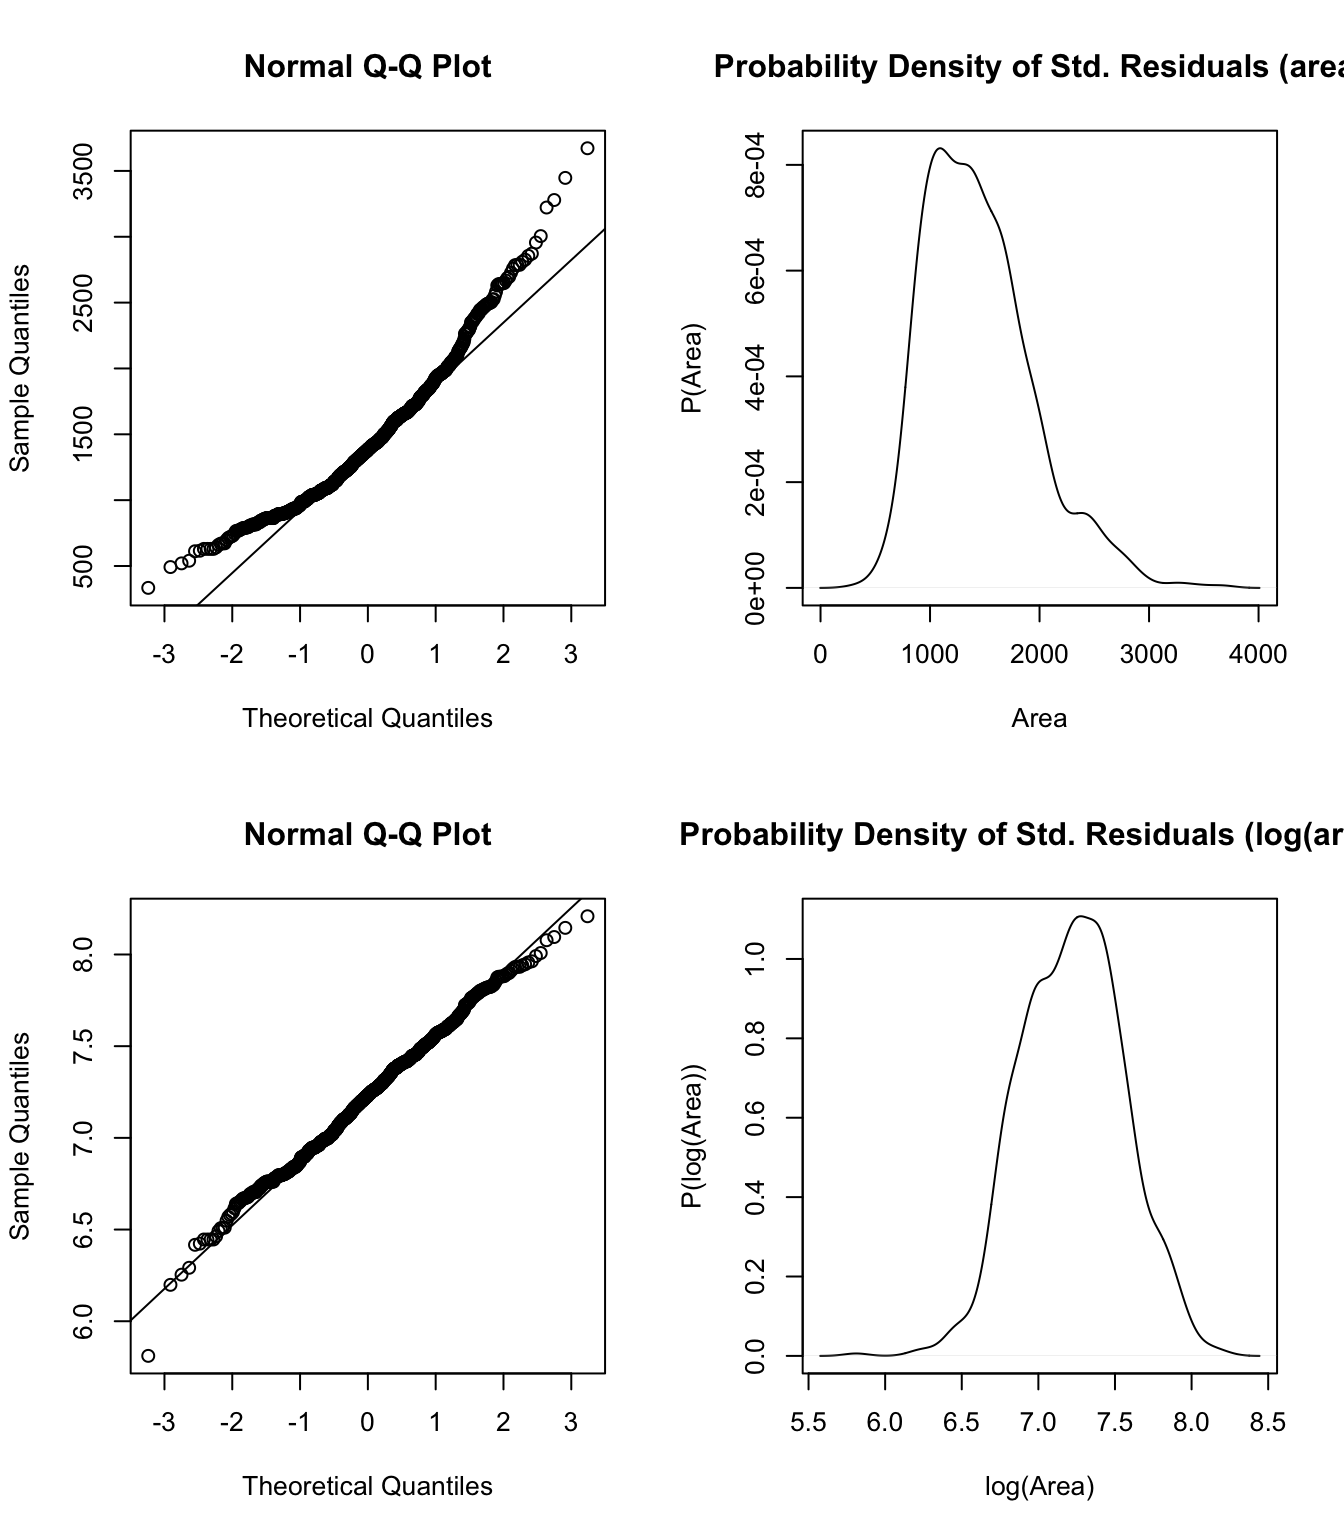 Normal Q-Q Plot
Sample Quantiles
3500
2500
1500
500
-3 -2 -1 0 1 2 3
Theoretical Quantiles
Probability Density of Std. Residuals (area
P(Area)
8e-04
6e-04
4e-04
2e-04
0e+00
0 1000 2000 3000 4000
Area
Normal Q-Q Plot
Sample Quantiles
8.0
7.5
7.0
6.5
6.0
-3 -2 -1 0 1 2 3
Theoretical Quantiles
Probability Density of Std. Residuals (log(ar
P(log(Area))
1.0
0.8
0.6
0.4
0.2
0.0
5.5 6.0 6.5 7.0 7.5 8.0 8.5
log(Area)